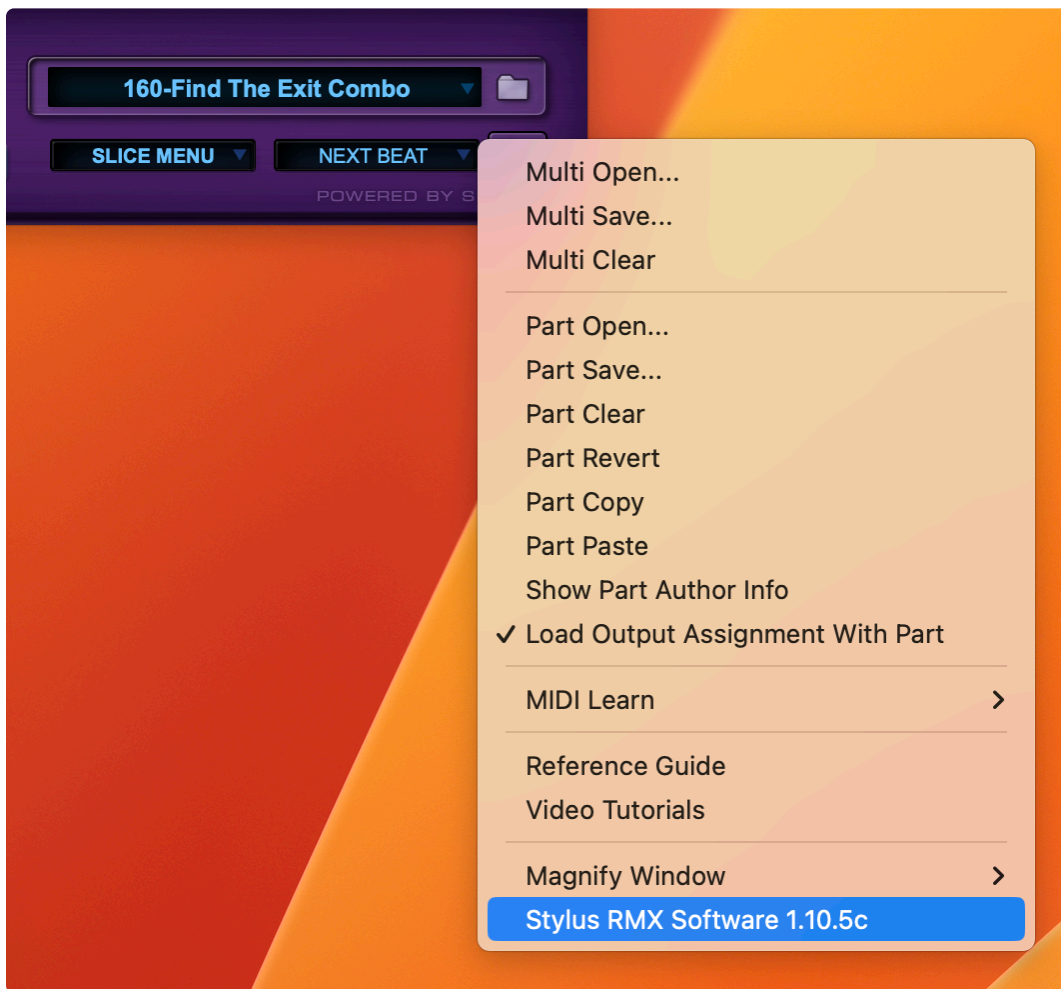 160-Find The Exit Combo
SLICE MENU NEXT BEAT
POWERED BY S
Multi Open...
Multi Save...
Multi Clear
Part Open...
Part Save...
Part Clear
Part Revert
Part Copy
Part Paste
Show Part Author Info
✓ Load Output Assignment With Part
MIDI Learn
Reference Guide
Video Tutorials
Magnify Window
Stylus RMX Software 1.10.5c